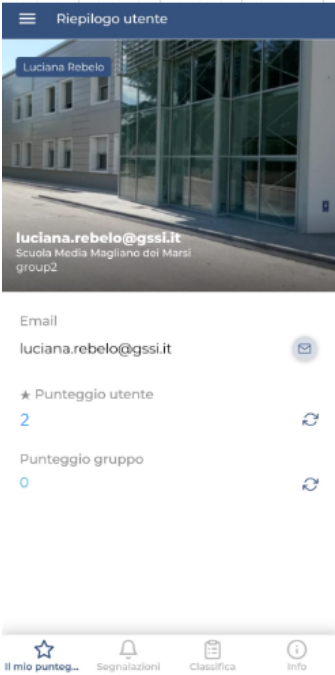 Riepilogo utente
Luciana Rebelo
luciana.rebelo@gssi.it
Scuola Media Magliano dei Marsi
group2
Email
luciana.rebelo@gssi.it
★ Punteggio utente
2
Punteggio gruppo
0
Il mio punteg...
Segnalazioni
Classifica
Info